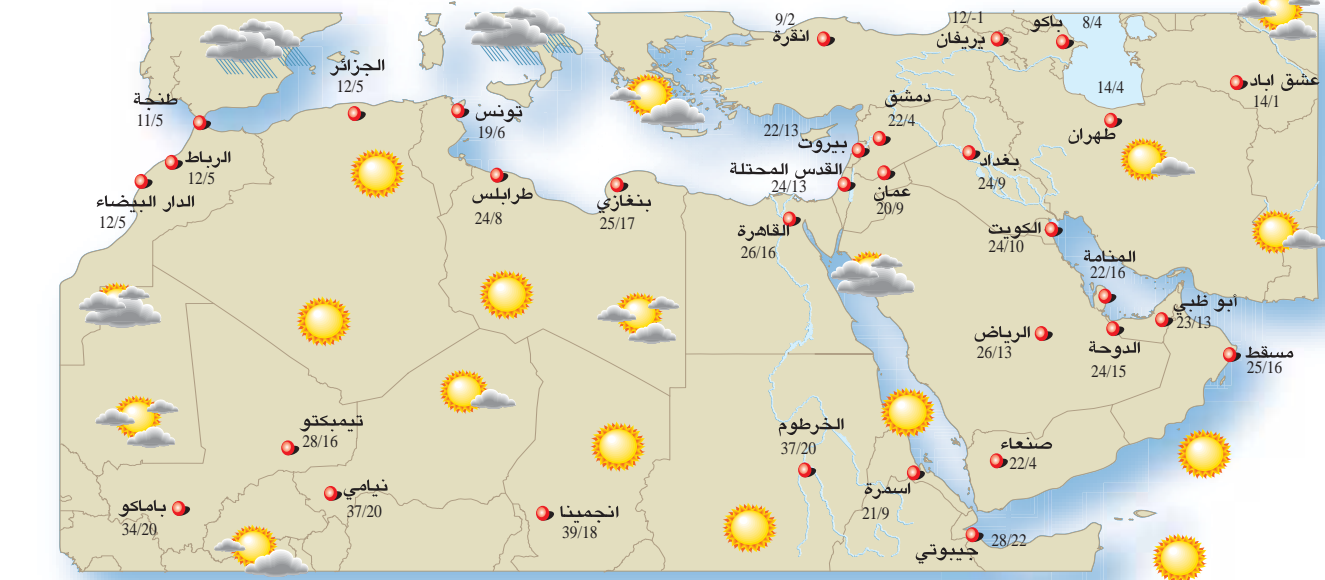 9/2
انقرة
12/-1
يريفان
باكو
8/4
عشق اباد
14/1
14/4
طهران
الجزائر
12/5
طنجة
11/5
تونس
19/6
دمشق
22/4
22/13
بيروت
الرباط
12/5
بغداد
24/9
القدس المحتلة
24/13
عمان
20/9
الدار البيضاء
12/5
طرابلس
24/8
بنغازي
25/17
القاهرة
26/16
الكويت
24/10
المنامة
22/16
أبو ظبي
23/13
الرياض
26/13
الدوحة
24/15
مسقط
25/16
تيمبكتو
28/16
الخرطوم
37/20
صنعاء
22/4
نيامي
37/20
اسمرة
21/9
باماكو
34/20
انجمينا
39/18
جيبوتي
28/22